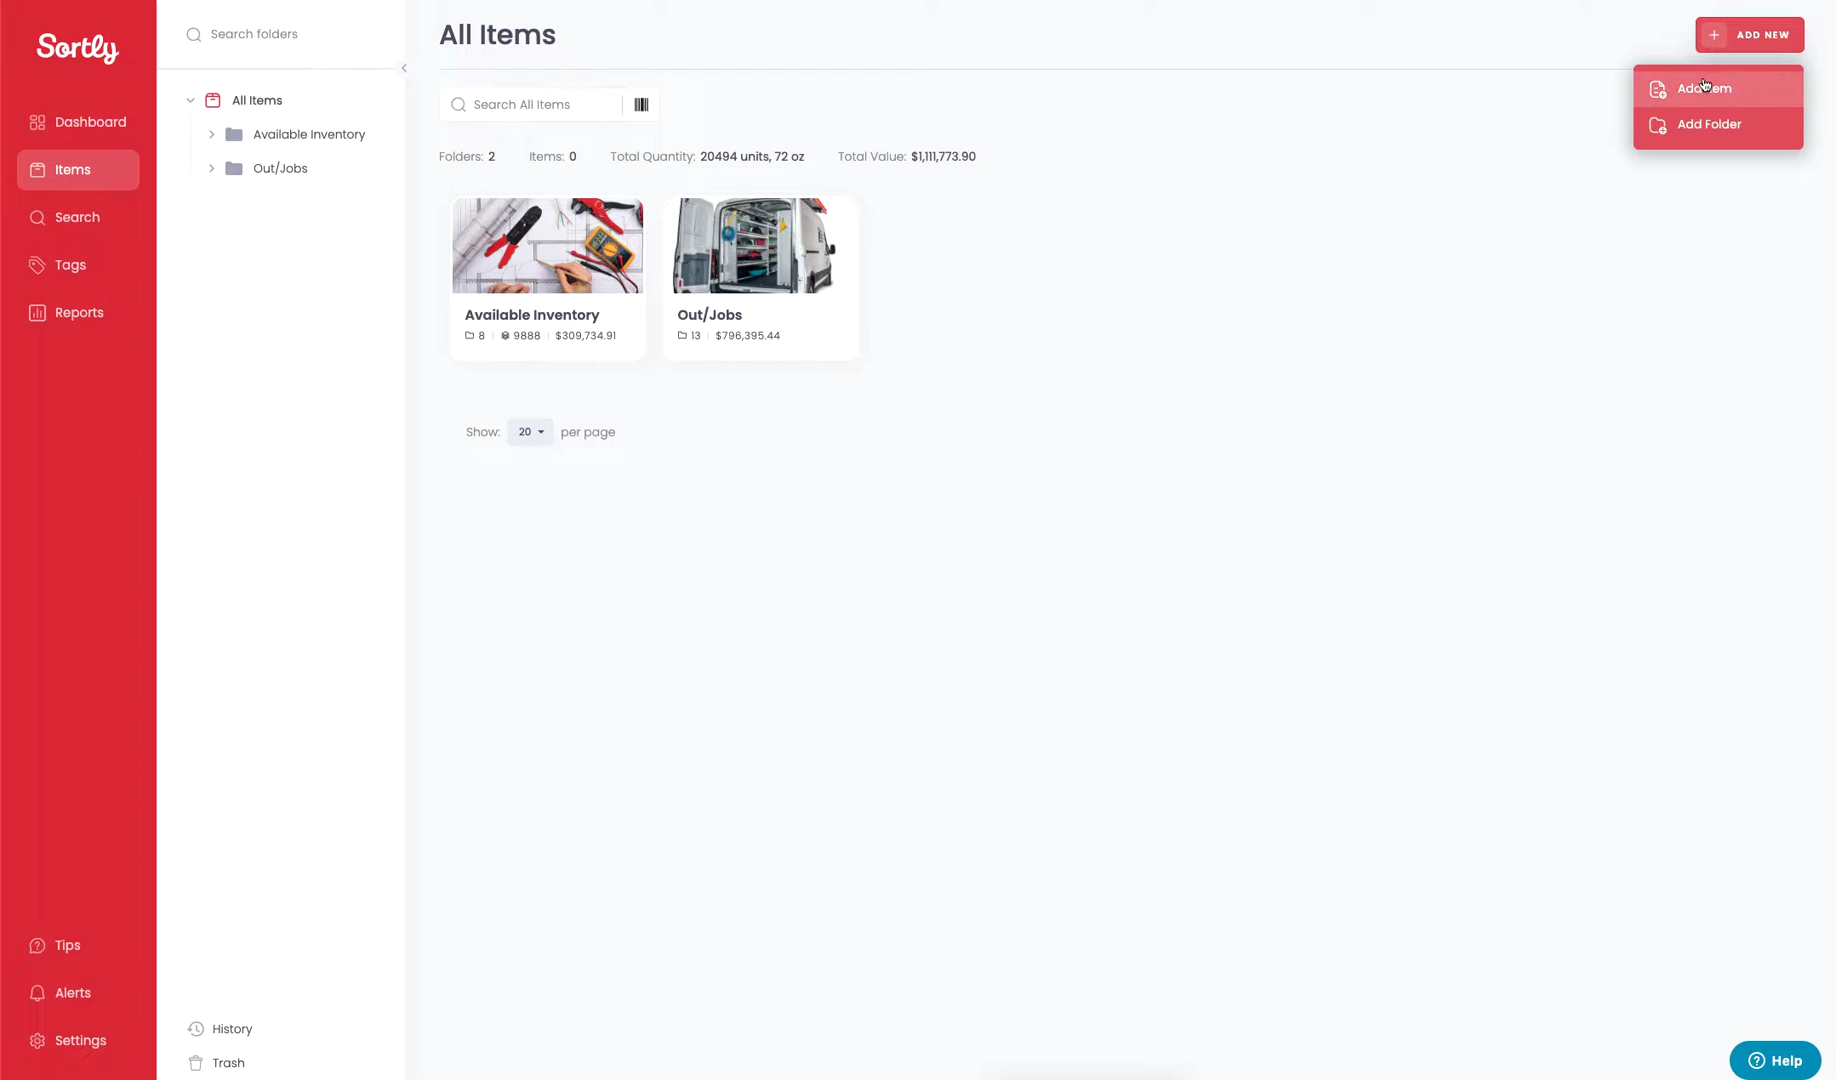 Sortly
Dashboard
Items
Search
Tags
Reports
Tips
Alerts
Settings
Search folders
All Items
Available Inventory
Out/Jobs
History
Trash
All Items
ADD NEW
Add Item
Add Folder
Search All Items
Folders: 2 Items: 0 Total Quantity: 20494 units, 72 oz Total Value: $1,111,773.90
Available Inventory
8 | 9888 | $309,734.91
Out/Jobs
13 | $796,395.44
Show: 20 per page
Help